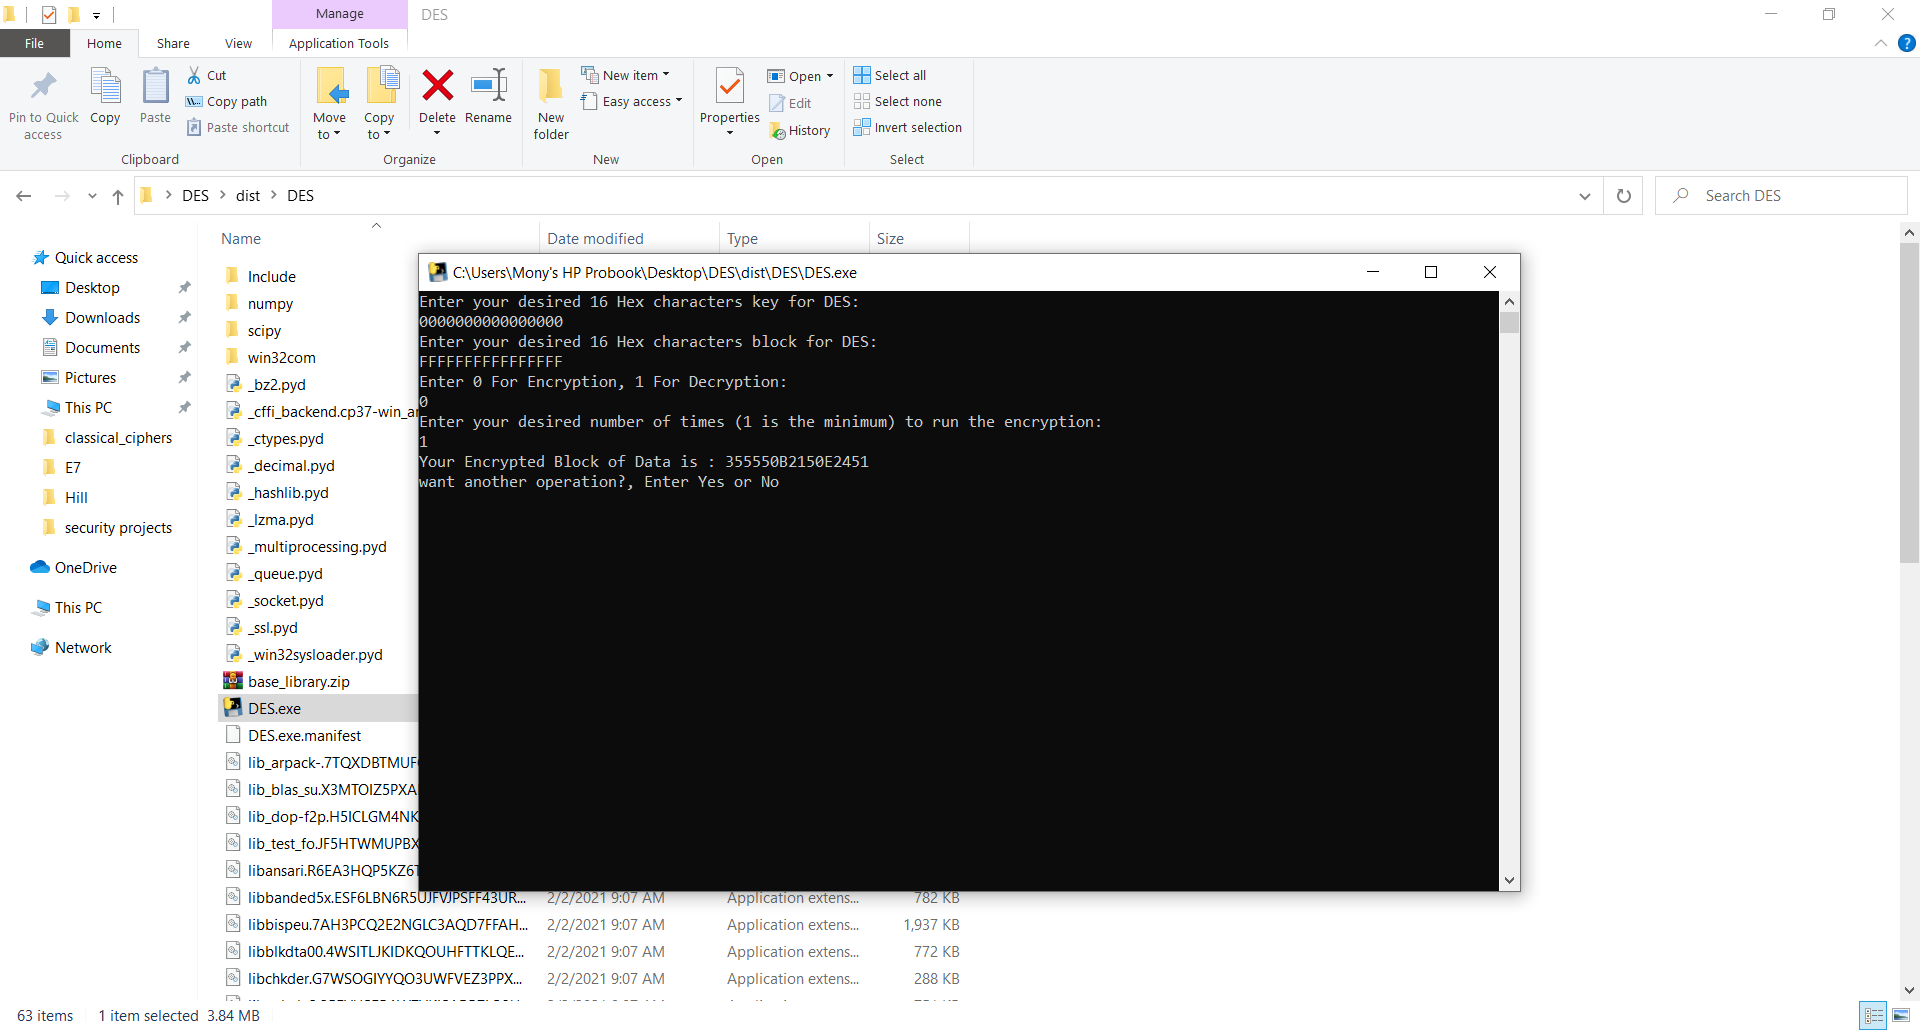 Manage
DES
File
Home
Share
View
Application Tools
Pin to Quick access
Copy
Paste
Cut
Copy path
Paste shortcut
Clipboard
Move to
Copy to
Delete
Rename
Organize
New folder
New item
Easy access
New
Properties
Open
Edit
History
Open
Select all
Select none
Invert selection
Select
DES
dist
DES
Search DES
Name
Date modified
Type
Size
Quick access
Desktop
Downloads
Documents
Pictures
This PC
classical_ciphers
E7
Hill
security projects
OneDrive
This PC
Network
Include
numpy
scipy
win32com
_bz2.pyd
_cffi_backend.cp37-win_a
_ctypes.pyd
_decimal.pyd
_hashlib.pyd
_lzma.pyd
_multiprocessing.pyd
_queue.pyd
_socket.pyd
_ssl.pyd
_win32sysloader.pyd
base_library.zip
DES.exe
DES.exe.manifest
lib_arpack-.7TQXDBTMUF
lib_blas_su.X3MTOIZ5PXA
lib_dop-f2p.H5ICLGM4NK
lib_test_fo.JF5HTWMUPBX
libansari.R6EA3HQP5KZ6T
libbanded5x.ESF6LBN6R5UJFVJPSFF43UR... 2/2/2021 9:07 AM Application extens... 782 KB
libbispeu.7AH3PCQ2E2NGLC3AQD7FFAH... 2/2/2021 9:07 AM Application extens... 1,937 KB
libblkdta00.4WSITLJKIDKQOUHFTTKLQE... 2/2/2021 9:07 AM Application extens... 772 KB
libchkder.G7WSOGIYYQO3UWFVEZ3PPX... 2/2/2021 9:07 AM Application extens... 288 KB
C:\Users\Mony's HP Probook\Desktop\DES\dist\DES\DES.exe
Enter your desired 16 Hex characters key for DES:
0000000000000000
Enter your desired 16 Hex characters block for DES:
FFFFFFFFFFFFFFFF
Enter 0 For Encryption, 1 For Decryption:
0
Enter your desired number of times (1 is the minimum) to run the encryption:
1
Your Encrypted Block of Data is : 355550B2150E2451
want another operation?, Enter Yes or No
63 items
1 item selected 3.84 MB